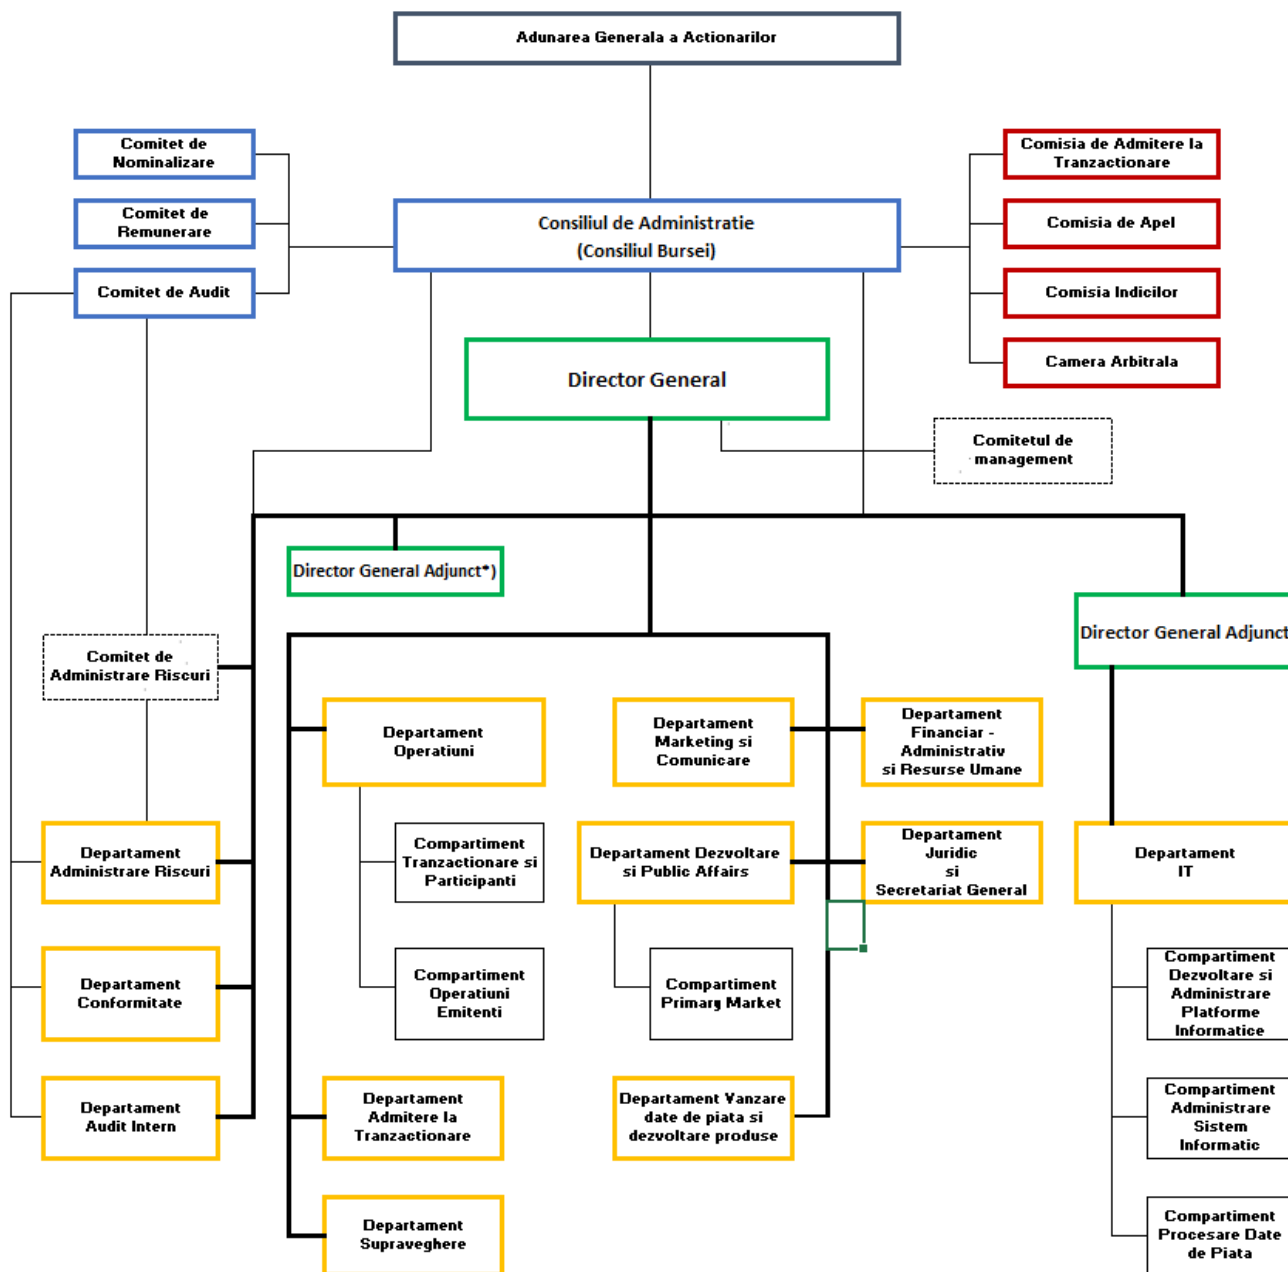 Adunarea Generala a Actionarilor
Comitet de
Nominalizare
Comisia de Admitere la
Tranzactionare
Comitet de
Remunerare
Consiliul de Administratie
(Consiliul Bursei)
Comisia de Apel
Comitet de Audit
Comisia Indicilor
Director General
Camera Arbitrala
Comitetul de
management
Director General Adjunct*)
Director General Adjunct
Comitet de
Administrare Riscuri
Departament
Operatiuni
Departament
Marketing si
Comunicare
Departament
Financiar -
Administrativ
si Resurse Umane
Departament
Administrare Riscuri
Compartiment
Tranzactionare si
Participanti
Departament Dezvoltare
si Public Affairs
Departament
Juridic
si
Secretariat General
Departament
IT
Departament
Conformitate
Compartiment
Operatiuni
Emitenti
Compartiment
Primary Market
Compartiment
Dezvoltare si
Administrare
Platforme
Informatice
Departament
Audit Intern
Departament
Admitere la
Tranzactionare
Departament Vanzare
date de piata si
dezvoltare produse
Compartiment
Administrare
Sistem
Informatic
Departament
Supraveghere
Compartiment
Procesare Date
de Piata